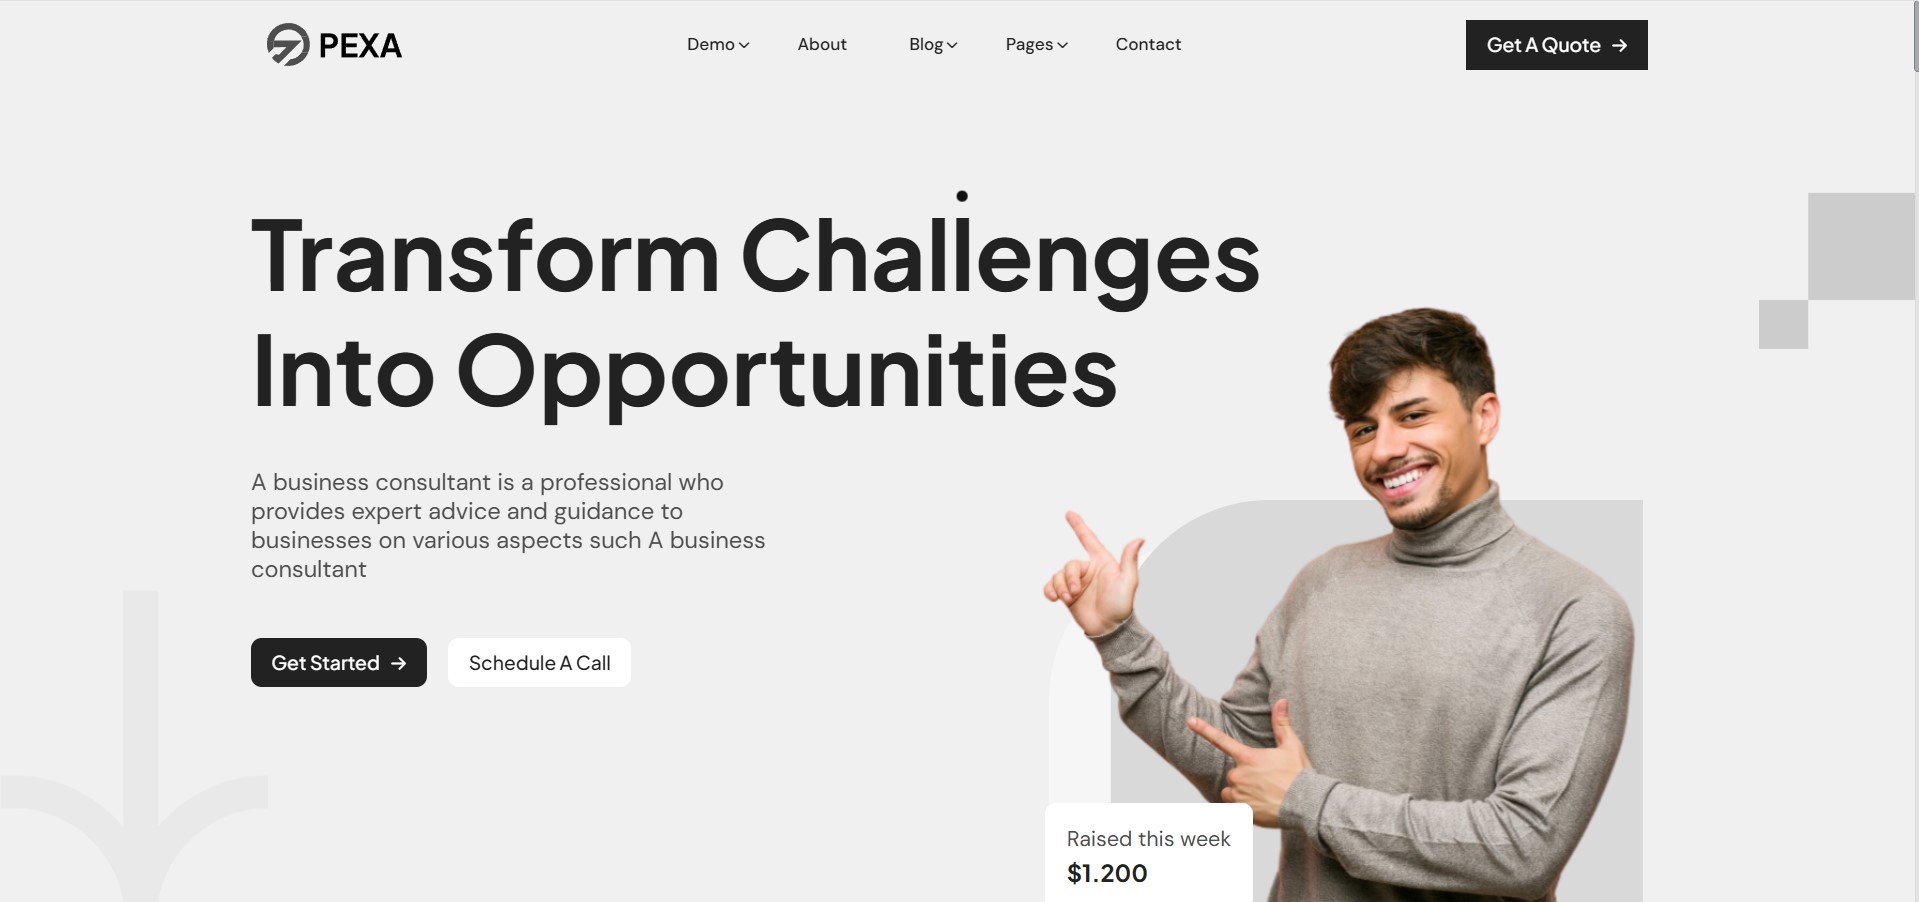 PEXA
Demo
About
Blog
Pages
Contact
Get A Quote
Transform Challenges
Into Opportunities
A business consultant is a professional who
provides expert advice and guidance to
businesses on various aspects such A business
consultant
Get Started
Schedule A Call
Raised this week
$1.200